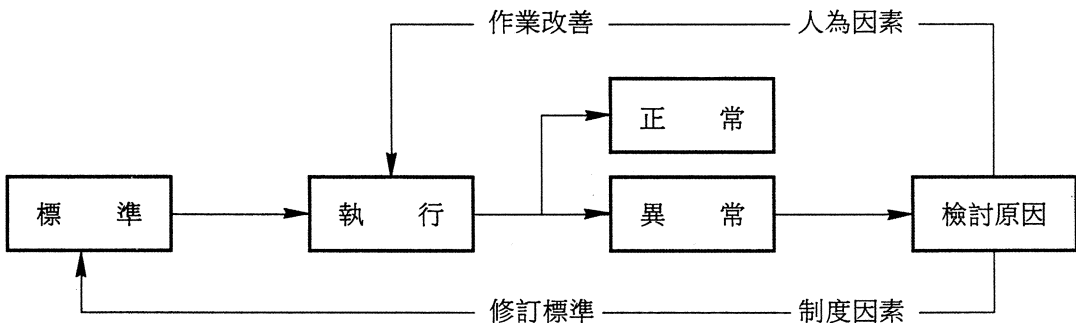 作業改善 人為因素
正 常
標 準 執 行 異 常 檢討原因
修訂標準 制度因素